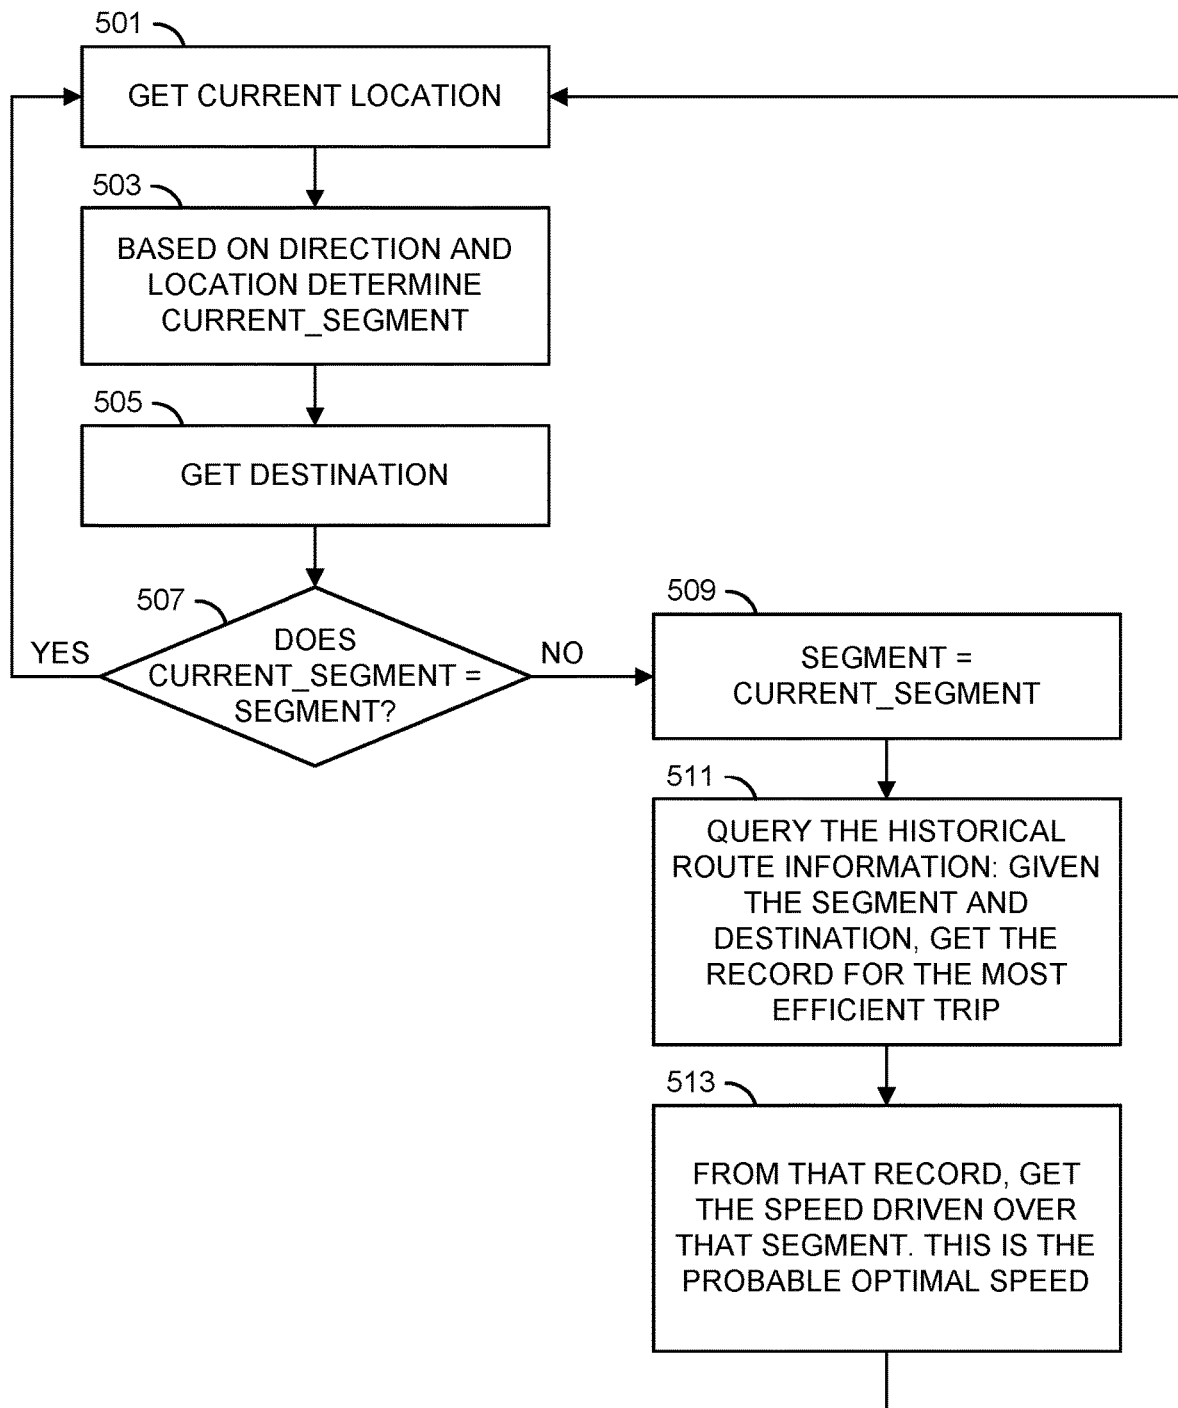 501
GET CURRENT LOCATION
503
BASED ON DIRECTION AND
LOCATION DETERMINE
CURRENT_SEGMENT
505
GET DESTINATION
507
YES
DOES
CURRENT_SEGMENT =
SEGMENT?
NO
509
SEGMENT =
CURRENT_SEGMENT
511
QUERY THE HISTORICAL
ROUTE INFORMATION: GIVEN
THE SEGMENT AND
DESTINATION, GET THE
RECORD FOR THE MOST
EFFICIENT TRIP
513
FROM THAT RECORD, GET
THE SPEED DRIVEN OVER
THAT SEGMENT. THIS IS THE
PROBABLE OPTIMAL SPEED